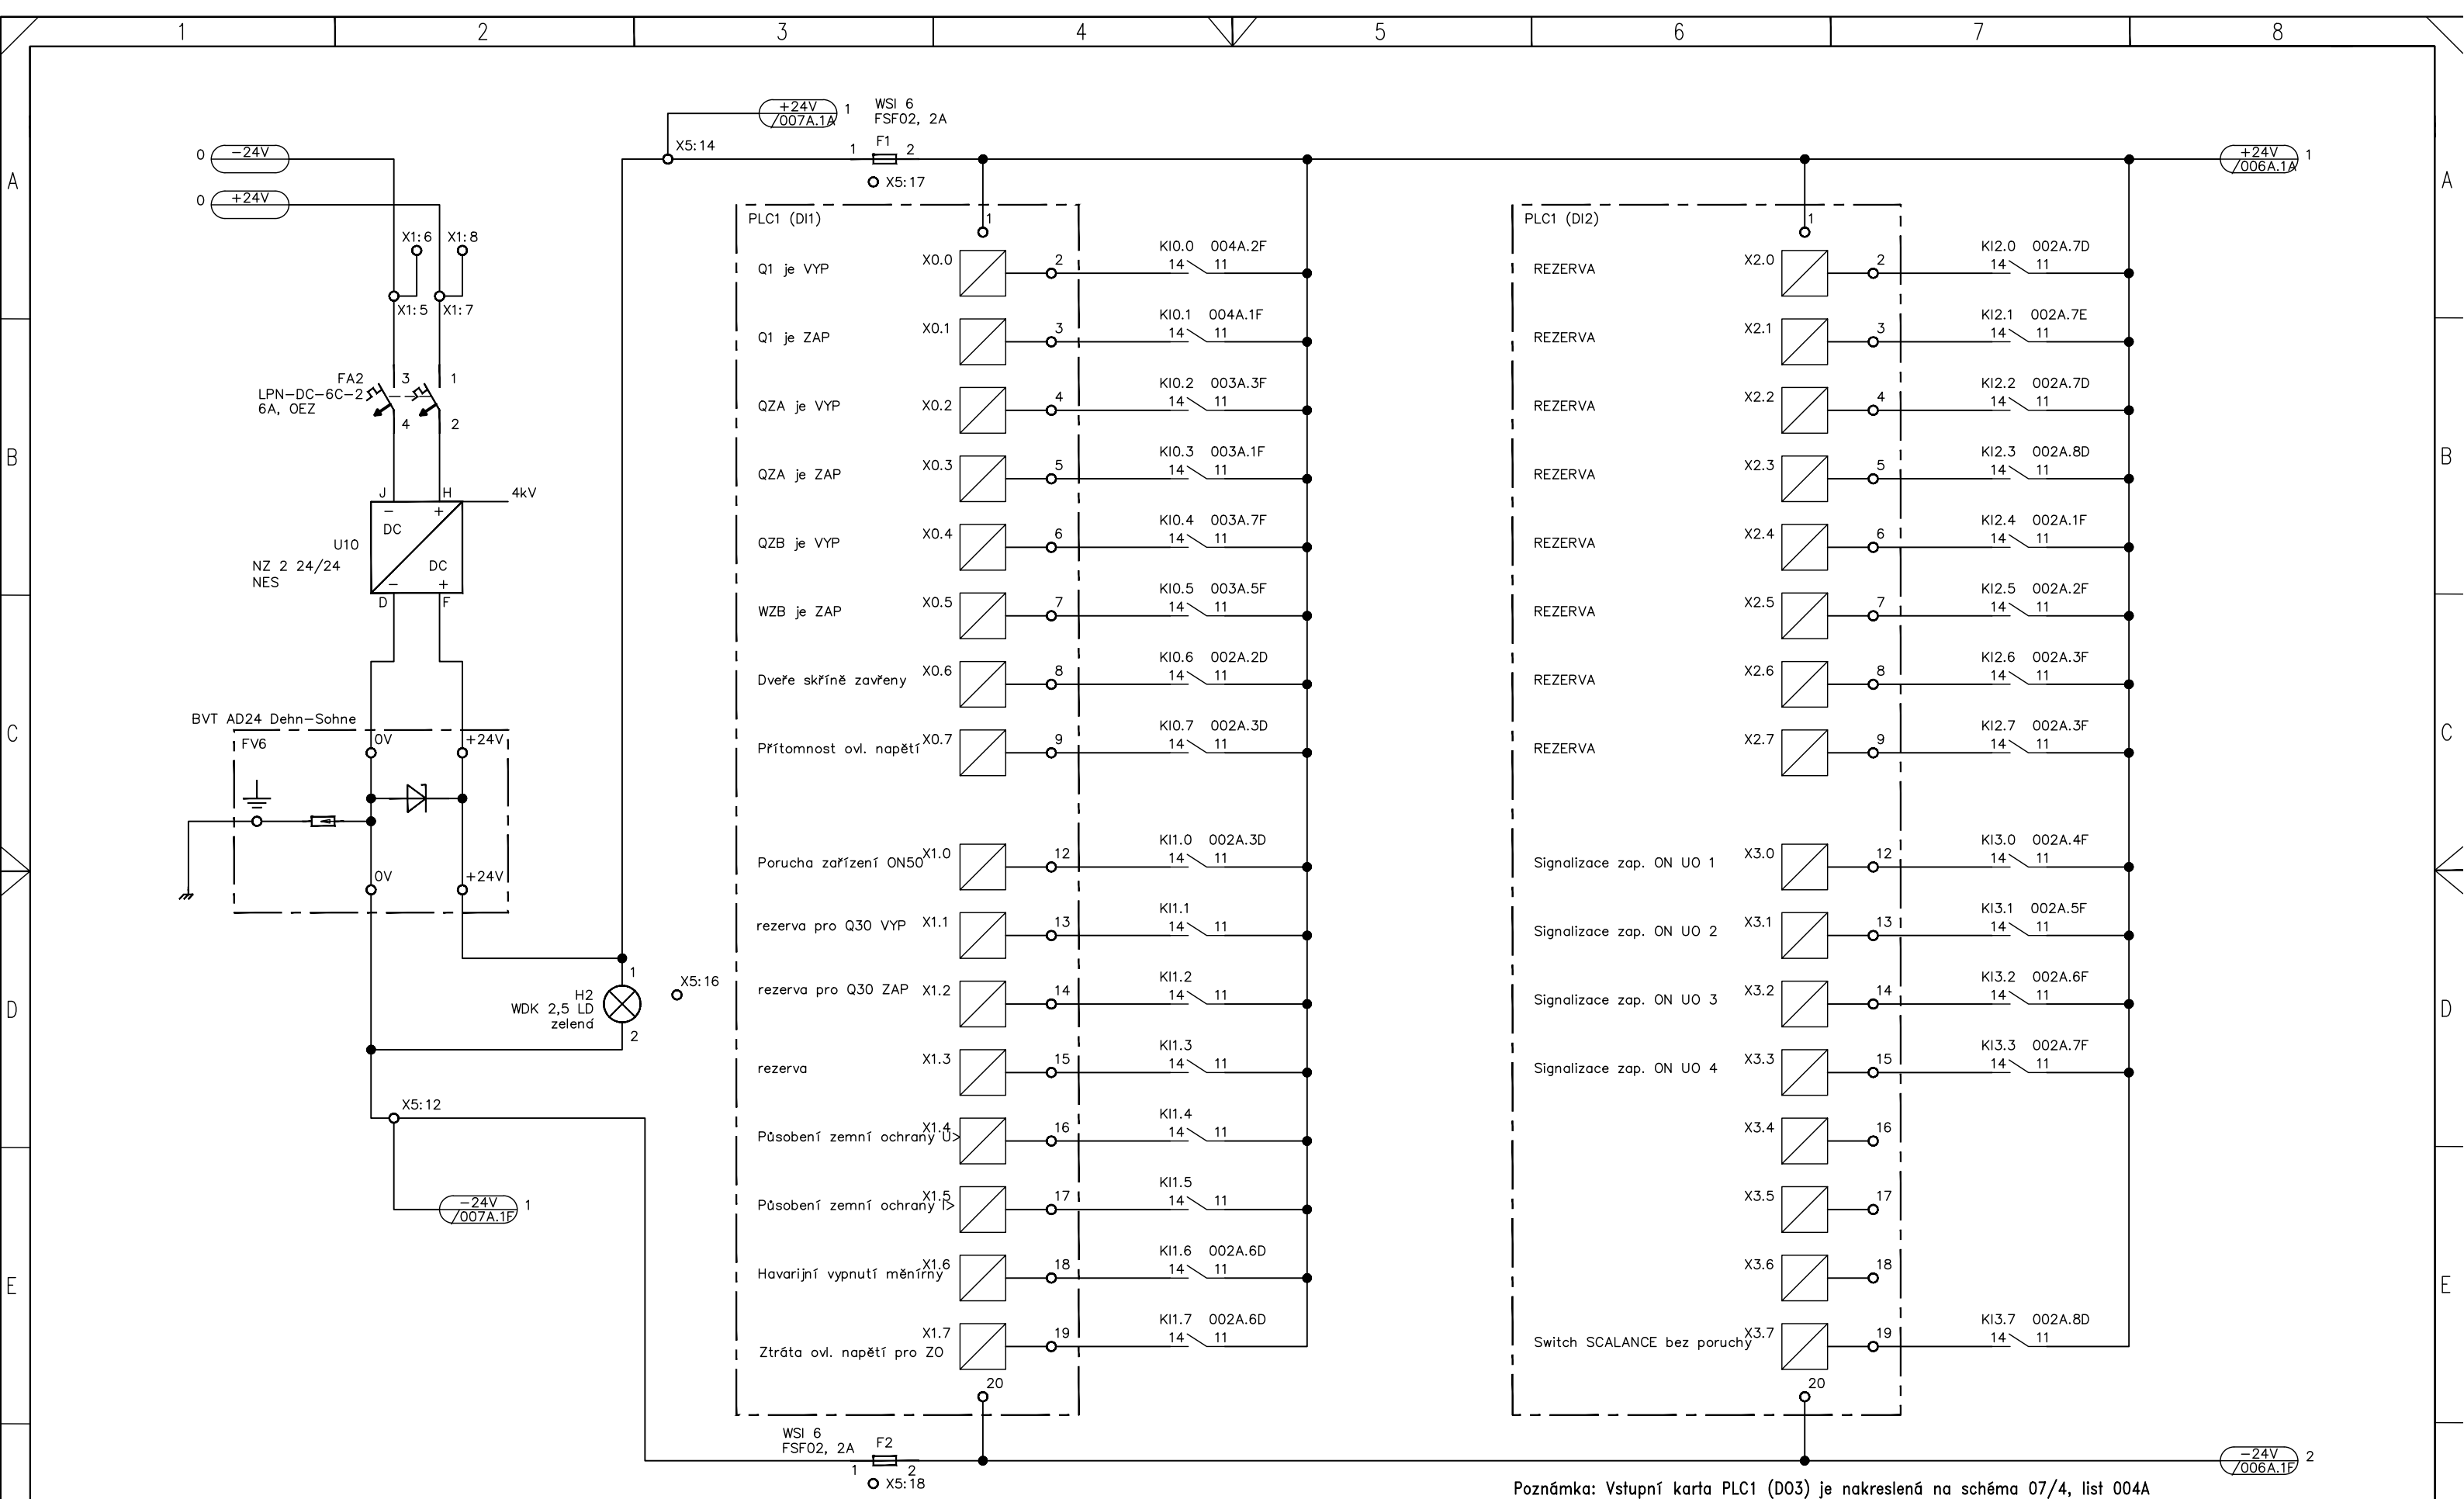 1 2 3 4 5 6 7 8
A
A
B
B
C
C
D
D
E
E
0 -24V
0 +24V
X1:6 X1:8
X1:5 X1:7
FA2
LPN-DC-6C-2
6A, OEZ
3 1
4 2
J H 4kV
- +
DC
U10
DC
NZ 2 24/24
NES
- +
D F
BVT AD24 Dehn-Sohne
FV6
0V +24V
0V +24V
1
H2
WDK 2,5 LD
zelená
2
X5:16
X5:12
-24V 1
/007A.1F
+24V 1
/007A.1A
X5:14
WSI 6
FSF02, 2A
F1
1 2
X5:17
+24V 1
/006A.1A
PLC1 (DI1)
1
Q1 je VYP X0.0 2 KI0.0 004A.2F
14 11
Q1 je ZAP X0.1 3 KI0.1 004A.1F
14 11
QZA je VYP X0.2 4 KI0.2 003A.3F
14 11
QZA je ZAP X0.3 5 KI0.3 003A.1F
14 11
QZB je VYP X0.4 6 KI0.4 003A.7F
14 11
WZB je ZAP X0.5 7 KI0.5 003A.5F
14 11
Dveře skříně zavřeny X0.6 8 KI0.6 002A.2D
14 11
Přítomnost ovl. napětí X0.7 9 KI0.7 002A.3D
14 11
Porucha zařízení ON50 X1.0 12 KI1.0 002A.3D
14 11
rezerva pro Q30 VYP X1.1 13 KI1.1
14 11
rezerva pro Q30 ZAP X1.2 14 KI1.2
14 11
rezerva X1.3 15 KI1.3
14 11
Působení zemní ochrany U> X1.4 16 KI1.4
14 11
Působení zemní ochrany I> X1.5 17 KI1.5
14 11
Havarijní vypnutí měnírny X1.6 18 KI1.6 002A.6D
14 11
Ztráta ovl. napětí pro ZO X1.7 19 KI1.7 002A.6D
14 11
20
PLC1 (DI2)
1
REZERVA X2.0 2 KI2.0 002A.7D
14 11
REZERVA X2.1 3 KI2.1 002A.7E
14 11
REZERVA X2.2 4 KI2.2 002A.7D
14 11
REZERVA X2.3 5 KI2.3 002A.8D
14 11
REZERVA X2.4 6 KI2.4 002A.1F
14 11
REZERVA X2.5 7 KI2.5 002A.2F
14 11
REZERVA X2.6 8 KI2.6 002A.3F
14 11
REZERVA X2.7 9 KI2.7 002A.3F
14 11
Signalizace zap. ON UO 1 X3.0 12 KI3.0 002A.4F
14 11
Signalizace zap. ON UO 2 X3.1 13 KI3.1 002A.5F
14 11
Signalizace zap. ON UO 3 X3.2 14 KI3.2 002A.6F
14 11
Signalizace zap. ON UO 4 X3.3 15 KI3.3 002A.7F
14 11
X3.4 16
X3.5 17
X3.6 18
Switch SCALANCE bez poruchy X3.7 19 KI3.7 002A.8D
14 11
20
WSI 6
FSF02, 2A
F2
1 2
X5:18
-24V 2
/006A.1F
Poznámka: Vstupní karta PLC1 (DO3) je nakreslená na schéma 07/4, list 004A